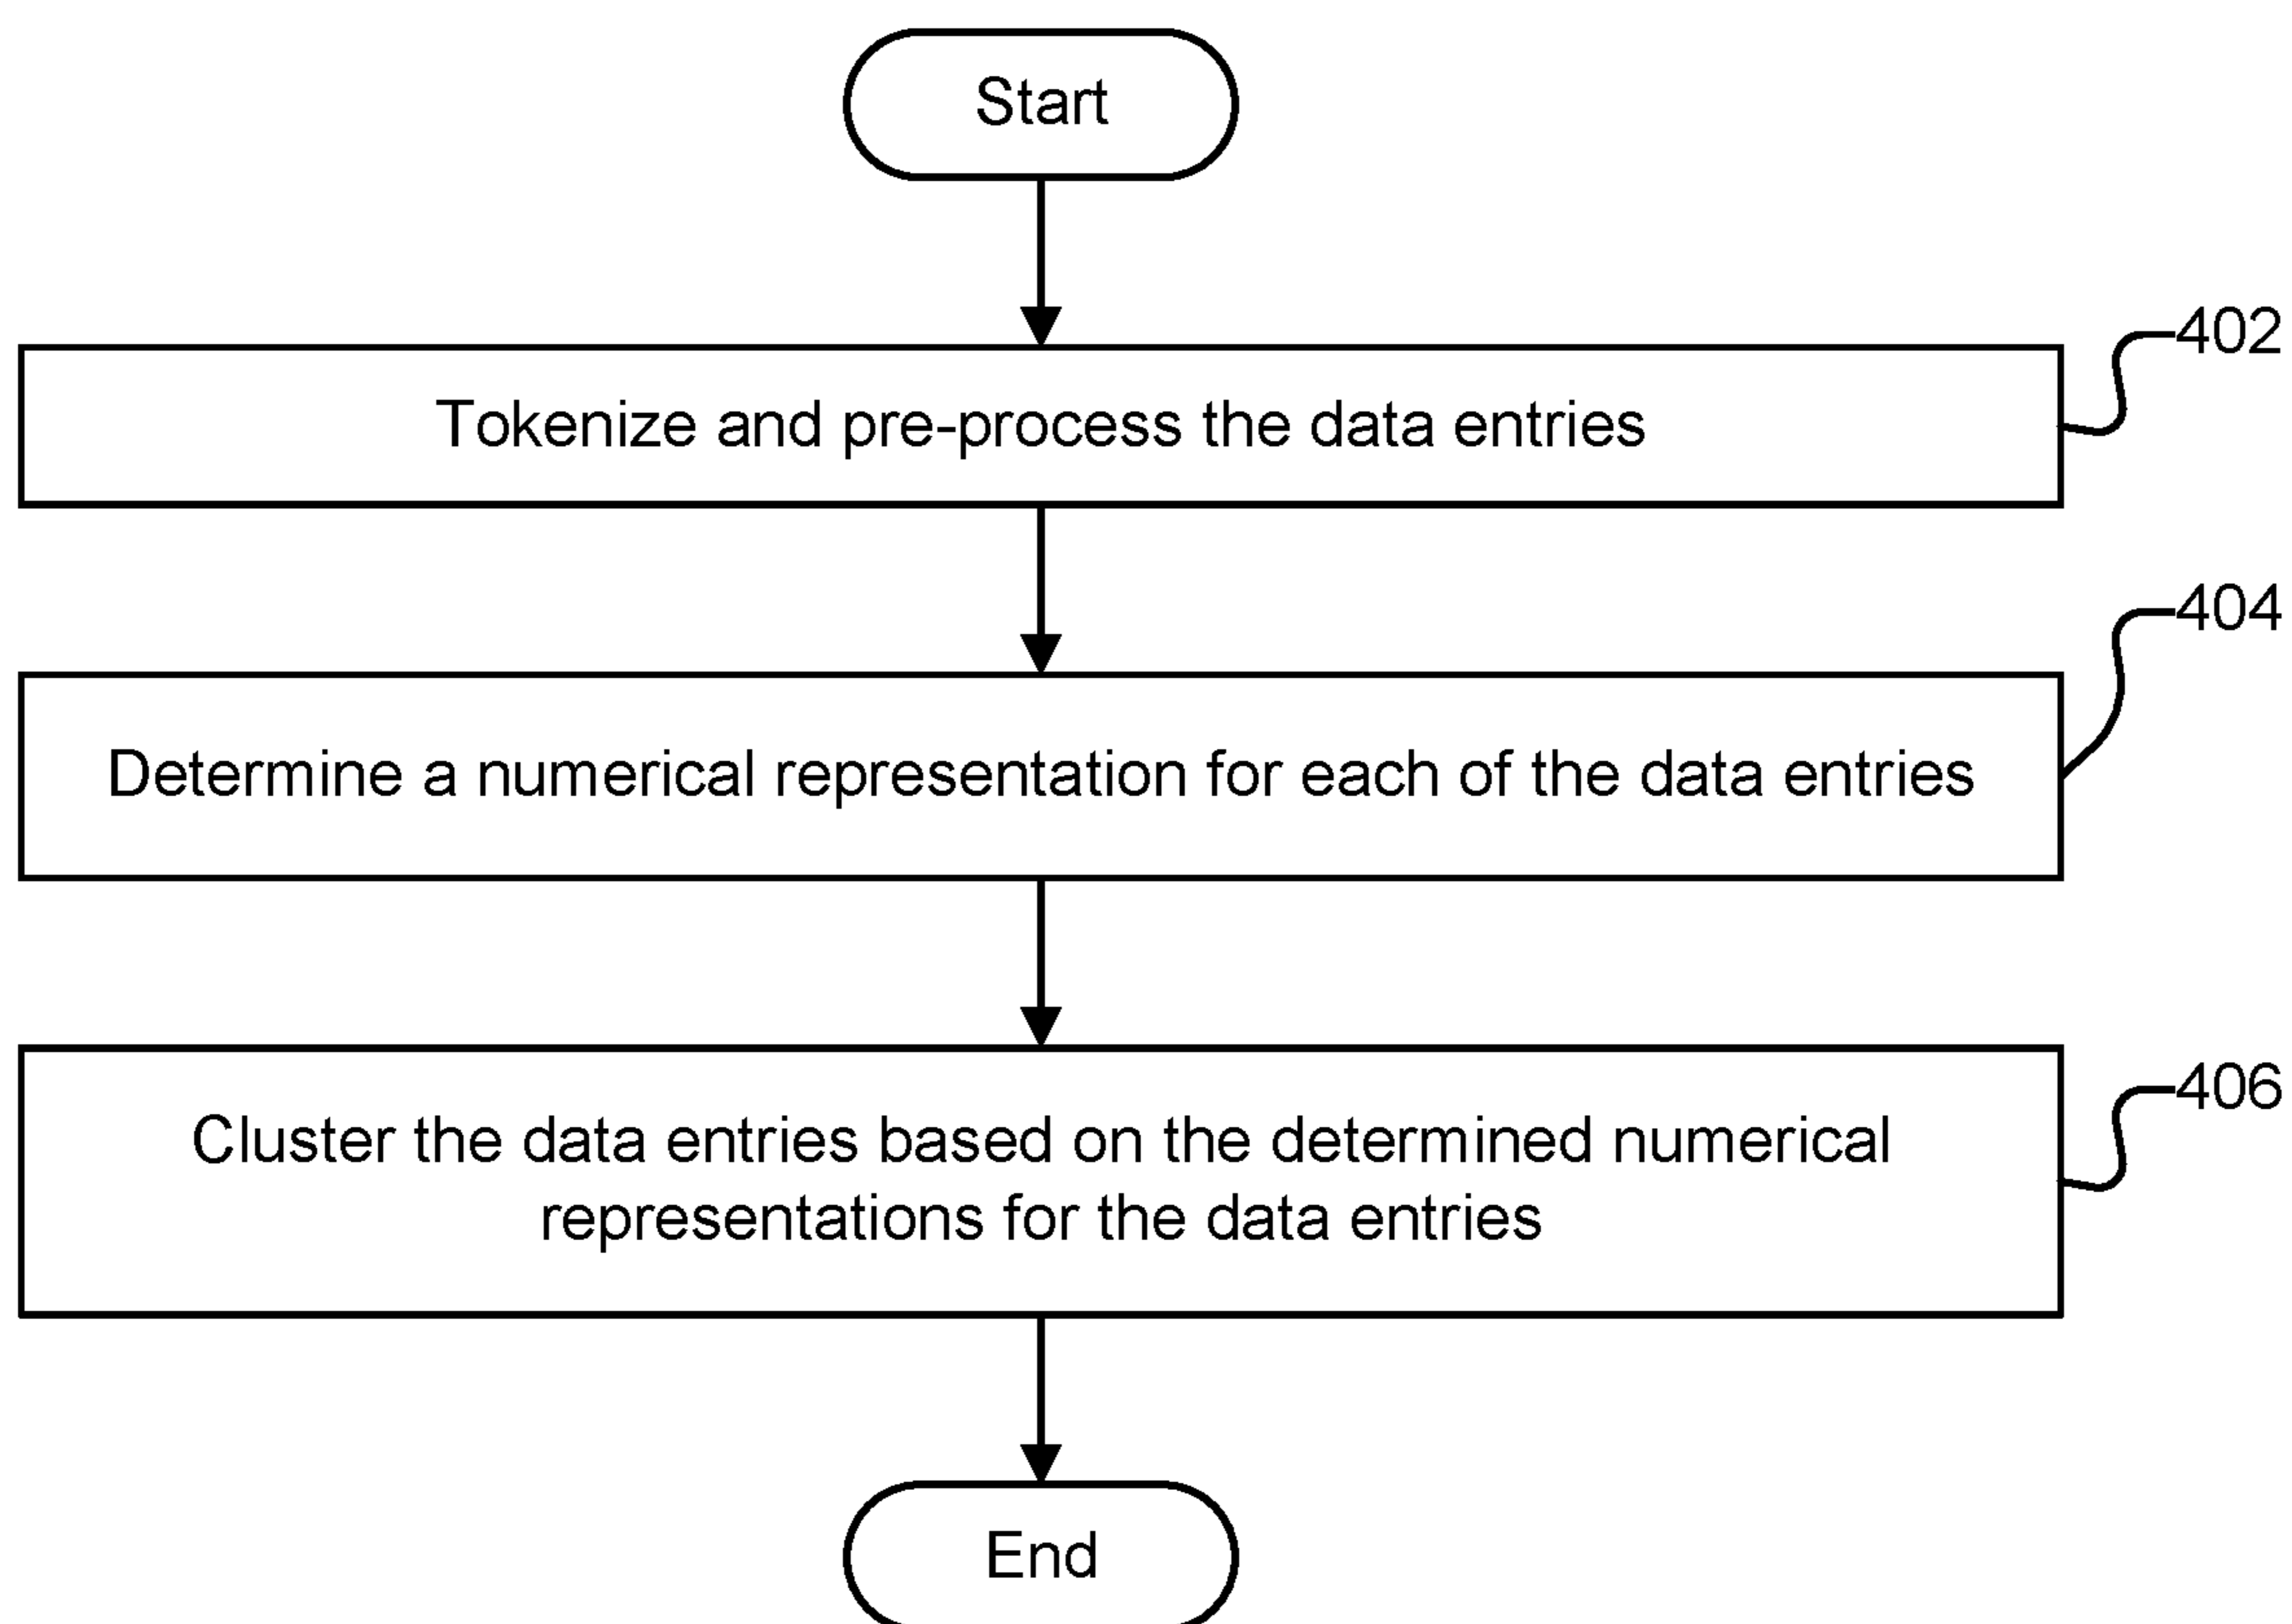 Start
402
Tokenize and pre-process the data entries
404
Determine a numerical representation for each of the data entries
406
Cluster the data entries based on the determined numerical
representations for the data entries
End